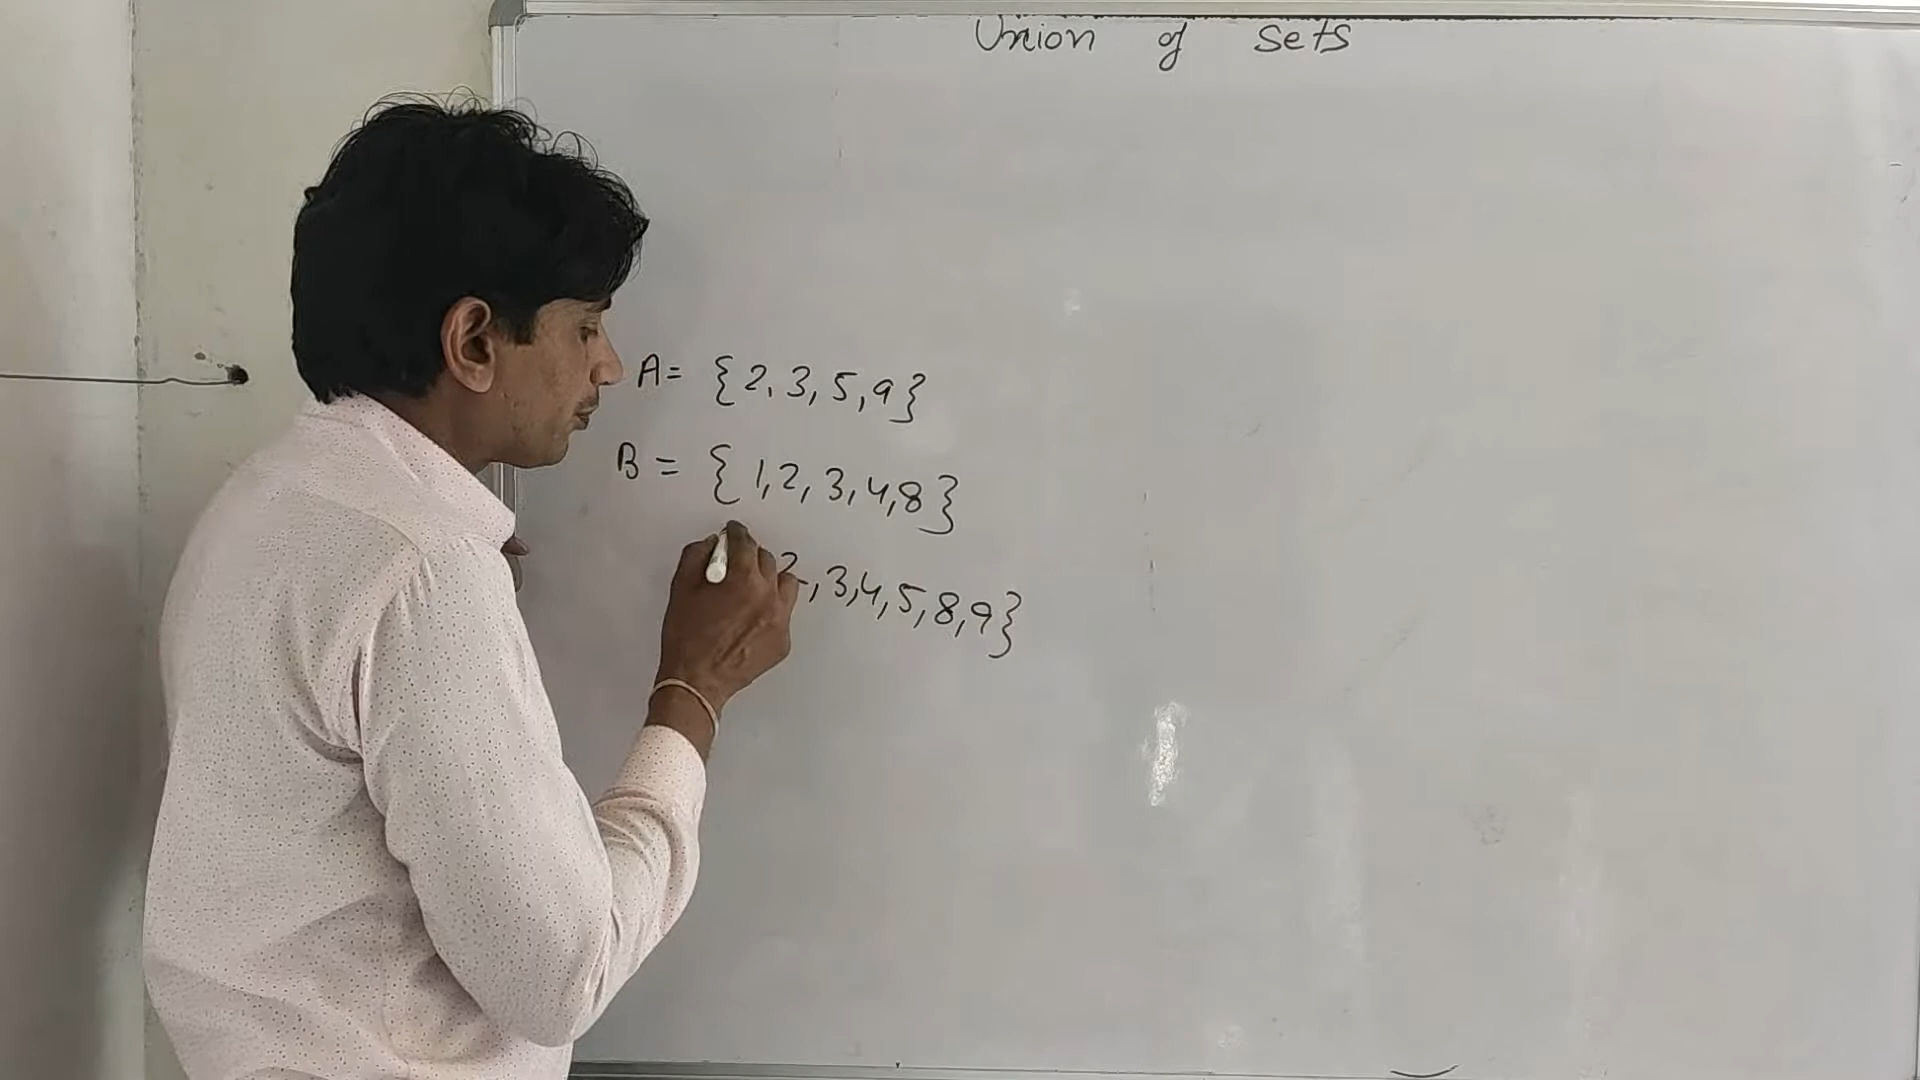 Union of sets
A= {2,3,5,9}
B = {1,2,3,4,8}
2,3,4,5,8,9}